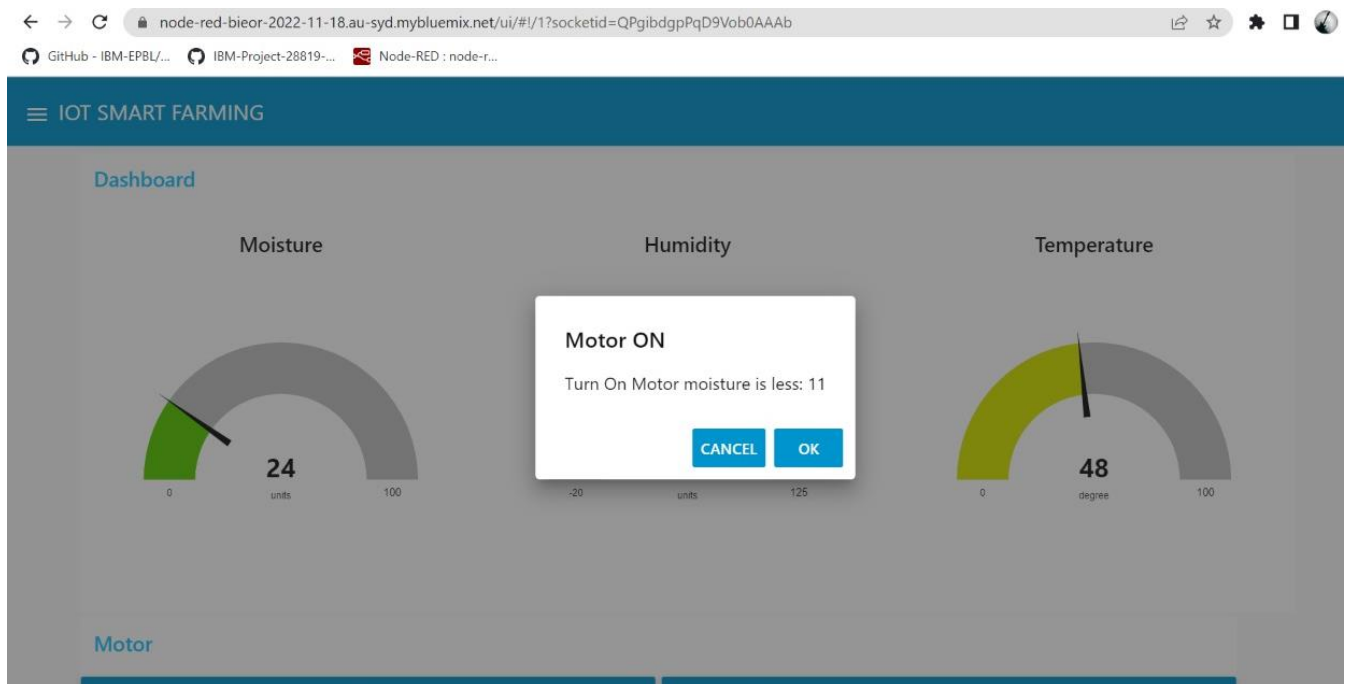 node-red-bieor-2022-11-18.au-syd.mybluemix.net/ui/#!/1?socketid=QPgibdgpPqD9Vob0AAAb
GitHub - IBM-EPBL/... IBM-Project-28819-... Node-RED : node-r...
IOT SMART FARMING
Dashboard
Moisture Humidity Temperature
Motor ON
Turn On Motor moisture is less: 11
CANCEL OK
24 48
0 units 100 -20 units 125 0 degree 100
Motor